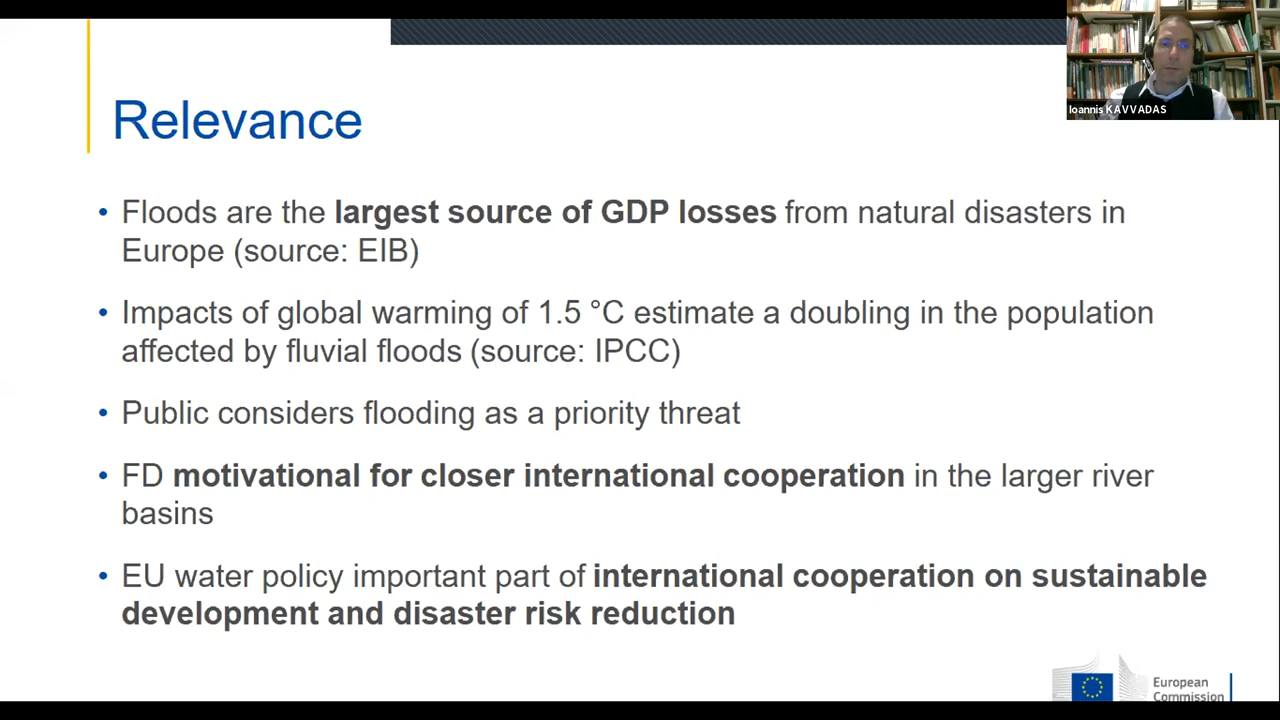 Ioannis KAVVADAS
Relevance
• Floods are the largest source of GDP losses from natural disasters in
Europe (source: EIB)
• Impacts of global warming of 1.5 °C estimate a doubling in the population
affected by fluvial floods (source: IPCC)
• Public considers flooding as a priority threat
• FD motivational for closer international cooperation in the larger river
basins
• EU water policy important part of international cooperation on sustainable
development and disaster risk reduction
European
Commission